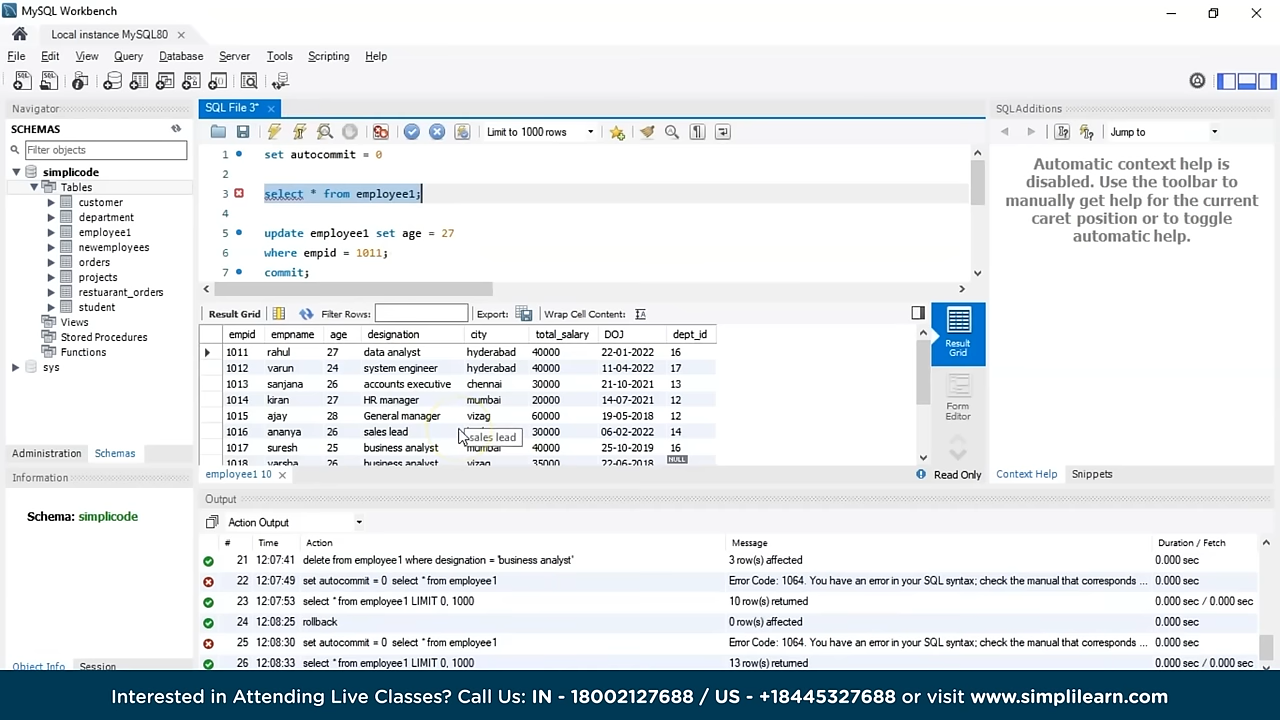 MySQL Workbench
Local instance MySQL80
File Edit View Query Database Server Tools Scripting Help
Navigator
SCHEMAS
Filter objects
simplicode
Tables
customer
department
employee1
newemployees
orders
projects
restuarant_orders
student
Views
Stored Procedures
Functions
sys
Administration Schemas
Information
Schema: simplicode
Object Info Session
SQL File 3*
Limit to 1000 rows
1 set autocommit = 0
2
3 select * from employee1;
4
5 update employee1 set age = 27
6 where empid = 1011;
7 commit;
Result Grid Filter Rows: Export: Wrap Cell Content: IA
empid empname age designation city total_salary DOJ dept_id
1011 rahul 27 data analyst hyderabad 40000 22-01-2022 16
1012 varun 24 system engineer hyderabad 40000 11-04-2022 17
1013 sanjana 26 accounts executive chennai 30000 21-10-2021 13
1014 kiran 27 HR manager mumbai 20000 14-07-2021 12
1015 ajay 28 General manager vizag 60000 19-05-2018 12
1016 ananya 26 sales lead 30000 06-02-2022 14
sales lead
1017 suresh 25 business analyst mumbai 40000 25-10-2019 16
1018 varsha 26 business analyst vizag 35000 22-06-2018 NULL
Result Grid
Form Editor
employee1 10
Read Only
SQLAdditions
Jump to
Automatic context help is
disabled. Use the toolbar to
manually get help for the current
caret position or to toggle
automatic help.
Context Help Snippets
Output
Action Output
# Time Action Message Duration / Fetch
21 12:07:41 delete from employee1 where designation = 'business analyst' 3 row(s) affected 0.000 sec
22 12:07:49 set autocommit = 0 select * from employee1 Error Code: 1064. You have an error in your SQL syntax; check the manual that corresponds ... 0.000 sec
23 12:07:53 select * from employee1 LIMIT 0, 1000 10 row(s) returned 0.000 sec / 0.000 sec
24 12:08:25 rollback 0 row(s) affected 0.000 sec
25 12:08:30 set autocommit = 0 select * from employee1 Error Code: 1064. You have an error in your SQL syntax; check the manual that corresponds ... 0.000 sec
26 12:08:33 select * from employee1 LIMIT 0, 1000 13 row(s) returned 0.000 sec / 0.000 sec
Interested in Attending Live Classes? Call Us: IN - 18002127688 / US - +18445327688 or visit www.simplilearn.com